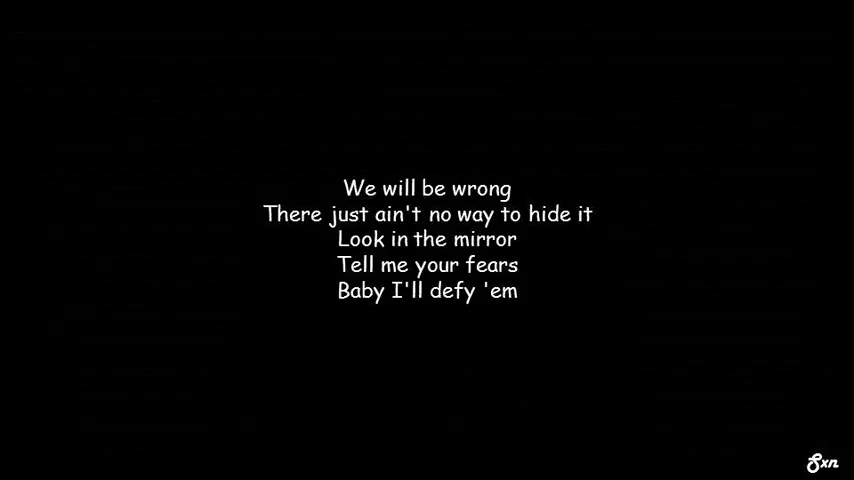 We will be wrong
There just ain't no way to hide it
Look in the mirror
Tell me your fears
Baby I'll defy 'em
Sxn